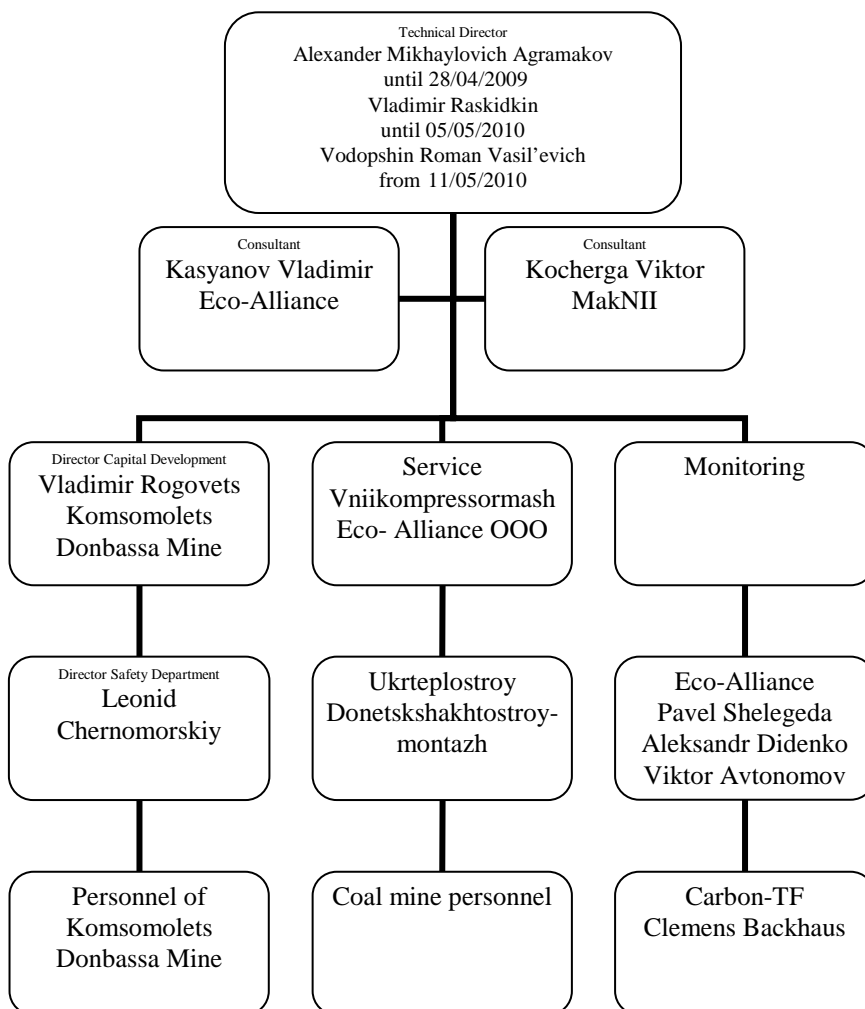 Technical Director
Alexander Mikhaylovich Agramakov
until 28/04/2009
Vladimir Raskidkin
until 05/05/2010
Vodopshin Roman Vasil’evich
from 11/05/2010
Consultant
Kasyanov Vladimir
Eco-Alliance
Consultant
Kocherga Viktor
MakNII
Director Capital Development
Vladimir Rogovets
Komsomolets
Donbassa Mine
Service
Vniikompressormash
Eco- Alliance OOO
Monitoring
Director Safety Department
Leonid
Chernomorskiy
Ukrteplostroy
Donetskshakhtostroy-
montazh
Eco-Alliance
Pavel Shelegeda
Aleksandr Didenko
Viktor Avtonomov
Personnel of
Komsomolets
Donbassa Mine
Coal mine personnel
Carbon-TF
Clemens Backhaus